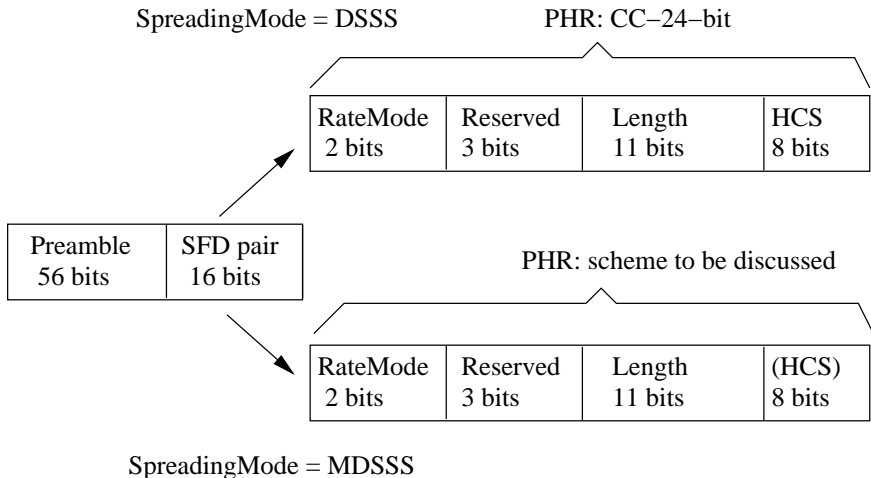 SpreadingMode = DSSS
PHR: CC−24−bit
RateMode Reserved Length HCS
2 bits 3 bits 11 bits 8 bits
Preamble SFD pair
56 bits 16 bits
PHR: scheme to be discussed
RateMode Reserved Length (HCS)
2 bits 3 bits 11 bits 8 bits
SpreadingMode = MDSSS